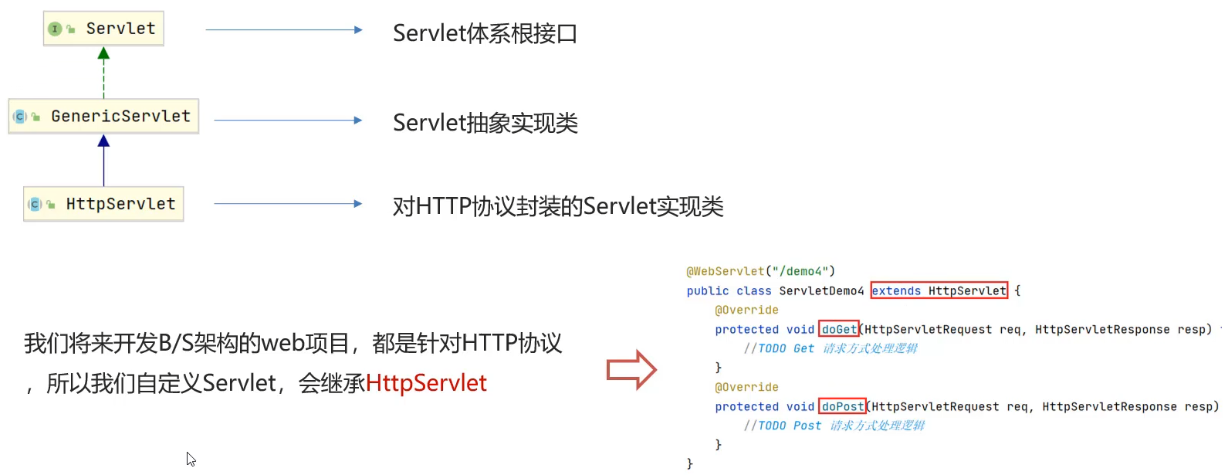 Servlet
Servlet体系根接口
GenericServlet
Servlet抽象实现类
HttpServlet
对HTTP协议封装的Servlet实现类
我们将来开发B/S架构的web项目，都是针对HTTP协议
，所以我们自定义Servlet，会继承HttpServlet
@WebServlet("/demo4")
public class ServletDemo4 extends HttpServlet {
@Override
protected void doGet(HttpServletRequest req, HttpServletResponse resp)
//TODO Get 请求方式处理逻辑
}
@Override
protected void doPost(HttpServletRequest req, HttpServletResponse resp)
//TODO Post 请求方式处理逻辑
}
}